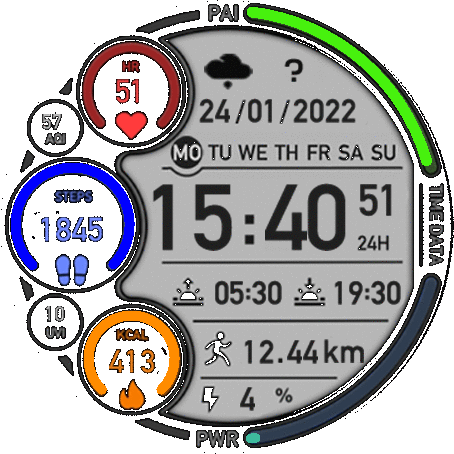 PAI
HR
51
?
24/01/2022
57
AQI
MO TU WE TH FR SA SU
STEPS
1845
15:40 51
24H
TIME DATA
05:30 19:30
10
UVI
KCAL
413
12.44km
4 %
PWR